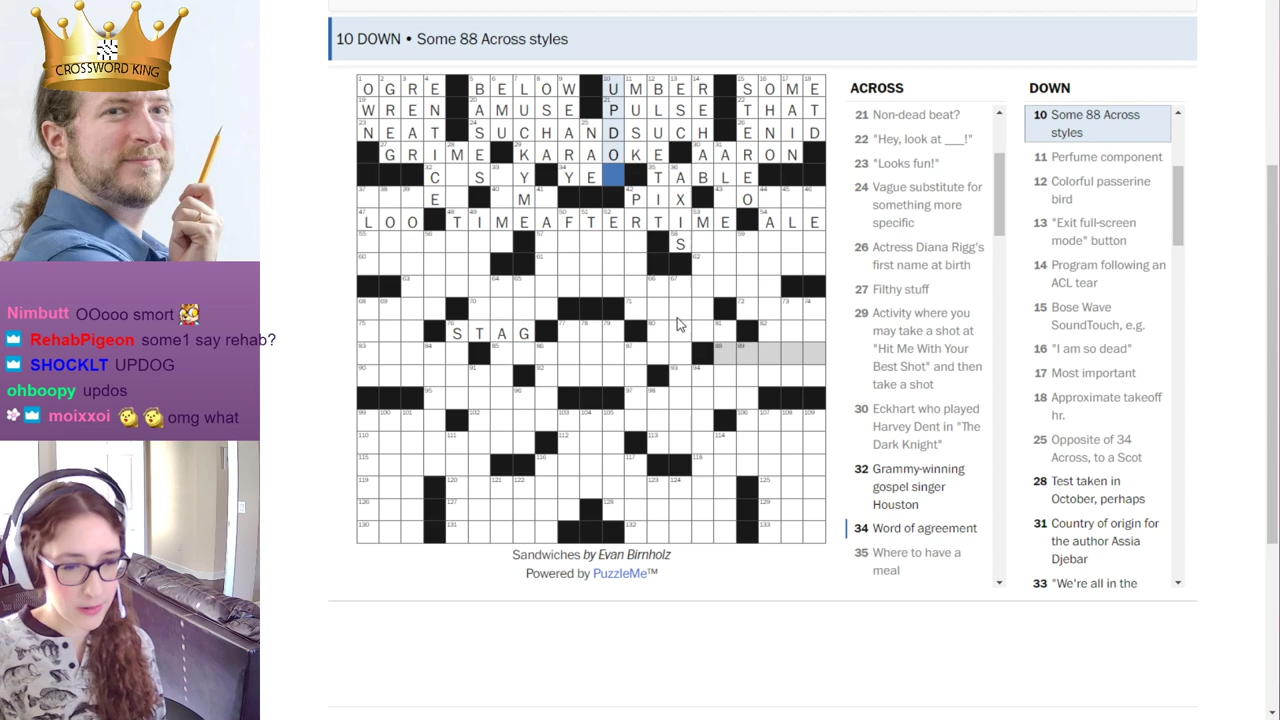 CROSSWORD KING
Nimbutt OOooo smort
RehabPigeon some1 say rehab?
SHOCKLT UPDOG
ohboopy updos
moixxoi omg what
10 DOWN • Some 88 Across styles
OGRE BELOW UMBER SOME
WREN AMUSE PULSE THAT
NEAT SUCHANDSUCH ENID
GRIME KARAOKE AARON
C S Y YE TABLE
E M PIX O
LOO TIMEAFTERTIME ALE
S
STAG
Sandwiches by Evan Birnholz
Powered by PuzzleMe™
ACROSS
21 Non-dead beat?
22 "Hey, look at ___!"
23 "Looks fun!"
24 Vague substitute for
something more
specific
26 Actress Diana Rigg's
first name at birth
27 Filthy stuff
29 Activity where you
may take a shot at
"Hit Me With Your
Best Shot" and then
take a shot
30 Eckhart who played
Harvey Dent in "The
Dark Knight"
32 Grammy-winning
gospel singer
Houston
34 Word of agreement
35 Where to have a
meal
DOWN
10 Some 88 Across
styles
11 Perfume component
12 Colorful passerine
bird
13 "Exit full-screen
mode" button
14 Program following an
ACL tear
15 Bose Wave
SoundTouch, e.g.
16 "I am so dead"
17 Most important
18 Approximate takeoff
hr.
25 Opposite of 34
Across, to a Scot
28 Test taken in
October, perhaps
31 Country of origin for
the author Assia
Djebar
33 "We're all in the